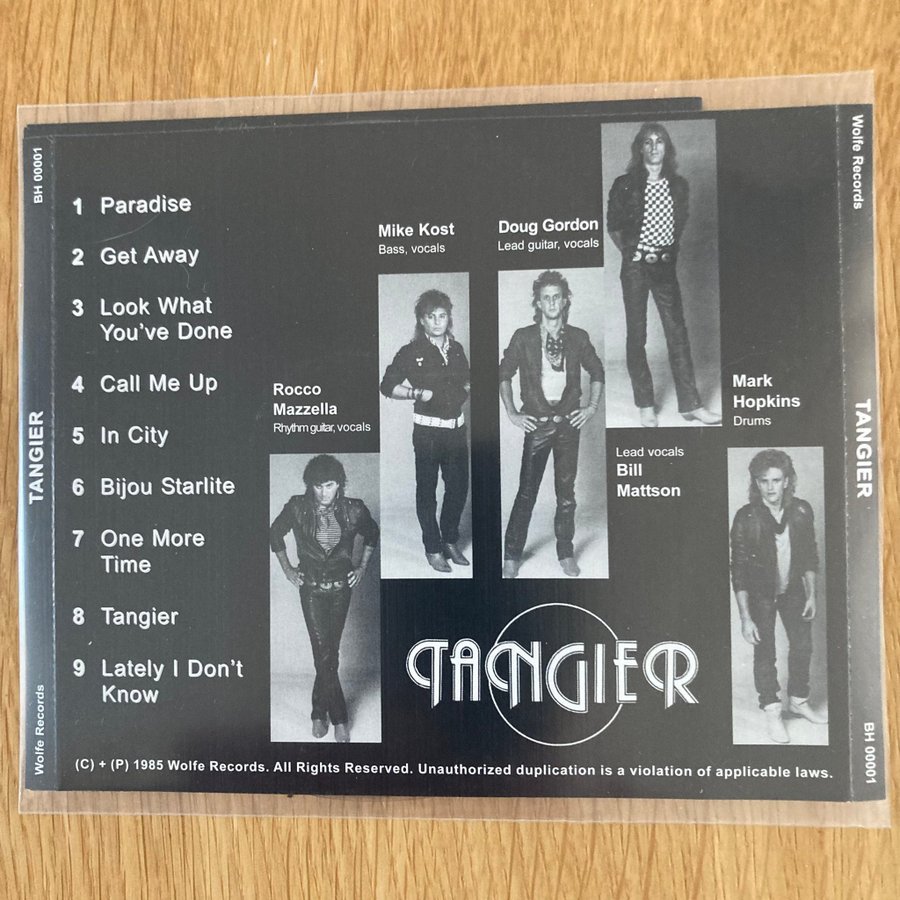 BH 00001
TANGIER
Wolfe Records
1 Paradise
2 Get Away
3 Look What
You've Done
4 Call Me Up
5 In City
6 Bijou Starlite
7 One More
Time
8 Tangier
9 Lately I Don't
Know
Rocco
Mazzella
Rhythm guitar, vocals
Mike Kost
Bass, vocals
Doug Gordon
Lead guitar, vocals
Lead vocals
Bill
Mattson
Mark
Hopkins
Drums
TANGIER
(C) + (P) 1985 Wolfe Records. All Rights Reserved. Unauthorized duplication is a violation of applicable laws.
Wolfe Records
TANGIER
BH 00001